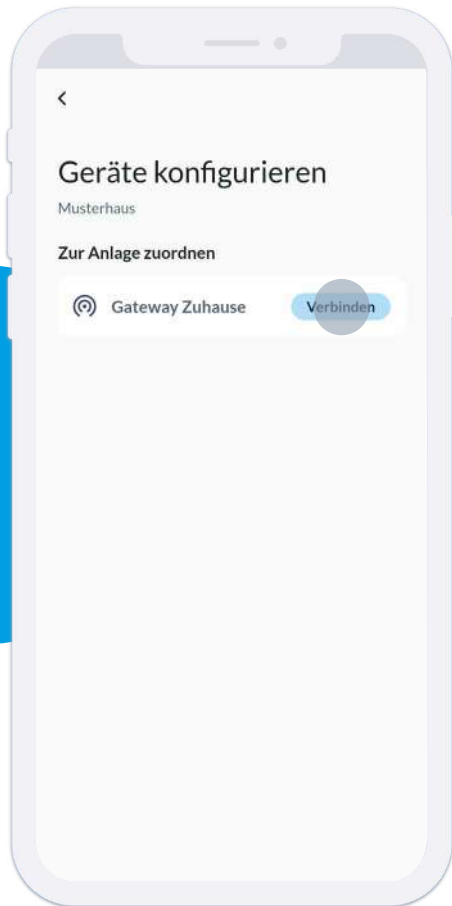 Geräte konfigurieren
Musterhaus
Zur Anlage zuordnen
Gateway Zuhause Verbinden